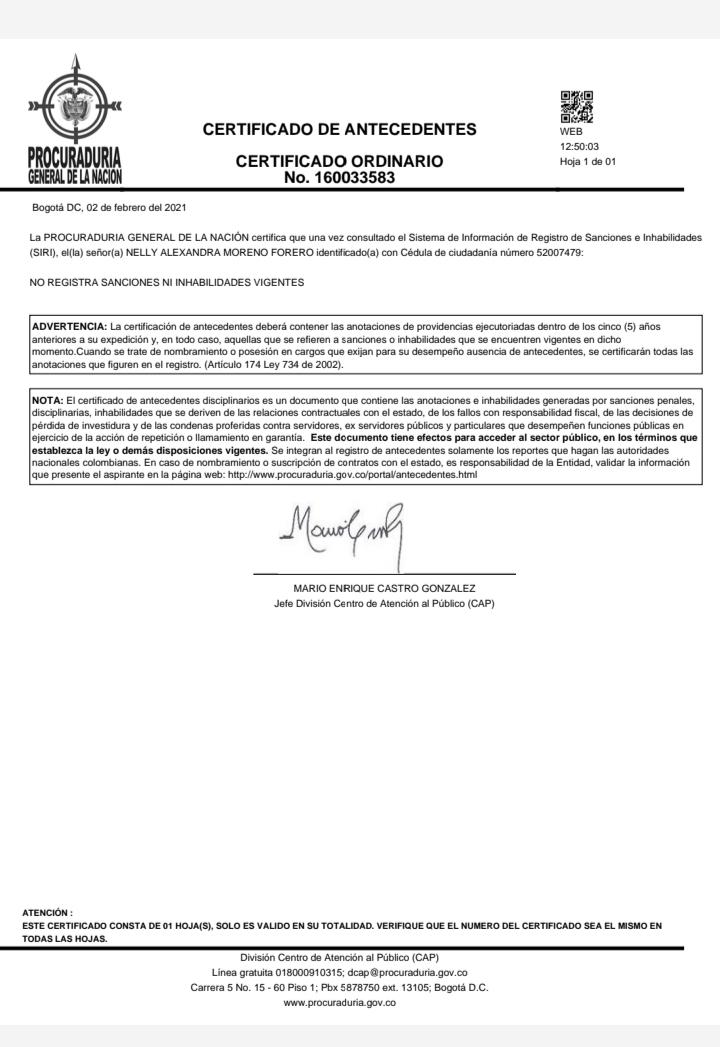 PROCURADURIA
GENERAL DE LA NACION
CERTIFICADO DE ANTECEDENTES
CERTIFICADO ORDINARIO
No. 160033583
WEB
12:50:03
Hoja 1 de 01
Bogotá DC, 02 de febrero del 2021
La PROCURADURIA GENERAL DE LA NACIÓN certifica que una vez consultado el Sistema de Información de Registro de Sanciones e Inhabilidades
(SIRI), el(la) señor(a) NELLY ALEXANDRA MORENO FORERO identificado(a) con Cédula de ciudadanía número 52007479:
NO REGISTRA SANCIONES NI INHABILIDADES VIGENTES
ADVERTENCIA: La certificación de antecedentes deberá contener las anotaciones de providencias ejecutoriadas dentro de los cinco (5) años
anteriores a su expedición y, en todo caso, aquellas que se refieren a sanciones o inhabilidades que se encuentren vigentes en dicho
momento.Cuando se trate de nombramiento o posesión en cargos que exijan para su desempeño ausencia de antecedentes, se certificarán todas las
anotaciones que figuren en el registro. (Artículo 174 Ley 734 de 2002).
NOTA: El certificado de antecedentes disciplinarios es un documento que contiene las anotaciones e inhabilidades generadas por sanciones penales,
disciplinarias, inhabilidades que se deriven de las relaciones contractuales con el estado, de los fallos con responsabilidad fiscal, de las decisiones de
pérdida de investidura y de las condenas proferidas contra servidores, ex servidores públicos y particulares que desempeñen funciones públicas en
ejercicio de la acción de repetición o llamamiento en garantía. Este documento tiene efectos para acceder al sector público, en los términos que
establezca la ley o demás disposiciones vigentes. Se integran al registro de antecedentes solamente los reportes que hagan las autoridades
nacionales colombianas. En caso de nombramiento o suscripción de contratos con el estado, es responsabilidad de la Entidad, validar la información
que presente el aspirante en la página web: http://www.procuraduria.gov.co/portal/antecedentes.html
MARIO ENRIQUE CASTRO GONZALEZ
Jefe División Centro de Atención al Público (CAP)
ATENCIÓN :
ESTE CERTIFICADO CONSTA DE 01 HOJA(S), SOLO ES VALIDO EN SU TOTALIDAD. VERIFIQUE QUE EL NUMERO DEL CERTIFICADO SEA EL MISMO EN
TODAS LAS HOJAS.
División Centro de Atención al Público (CAP)
Línea gratuita 018000910315; dcap@procuraduria.gov.co
Carrera 5 No. 15 - 60 Piso 1; Pbx 5878750 ext. 13105; Bogotá D.C.
www.procuraduria.gov.co